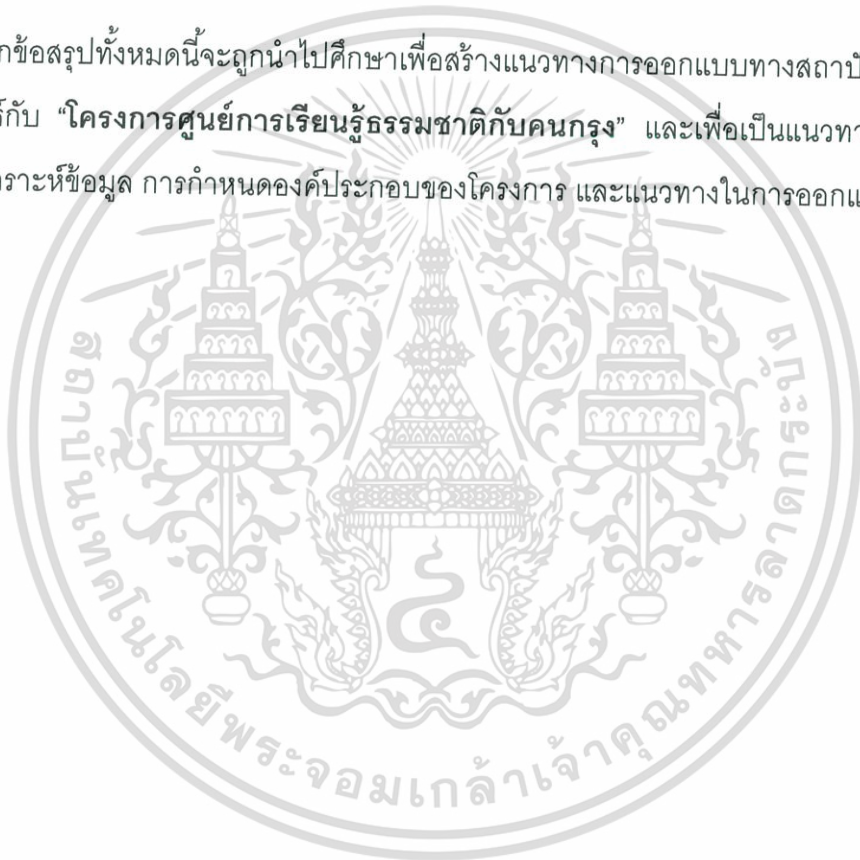 กข้อสรุปทั้งหมดนี้จะถูกนำไปศึกษาเพื่อสร้างแนวทางการออกแบบทางสถาปั
ร์กับ “โครงการศูนย์การเรียนรู้ธรรมชาติกับคนกรุง” และเพื่อเป็นแนวทา
คราะห์ข้อมูล การกำหนดองค์ประกอบของโครงการ และแนวทางในการออกแ
สถาบันเทคโนโลยีพระจอมเกล้าเจ้าคุณทหารลาดกระบัง